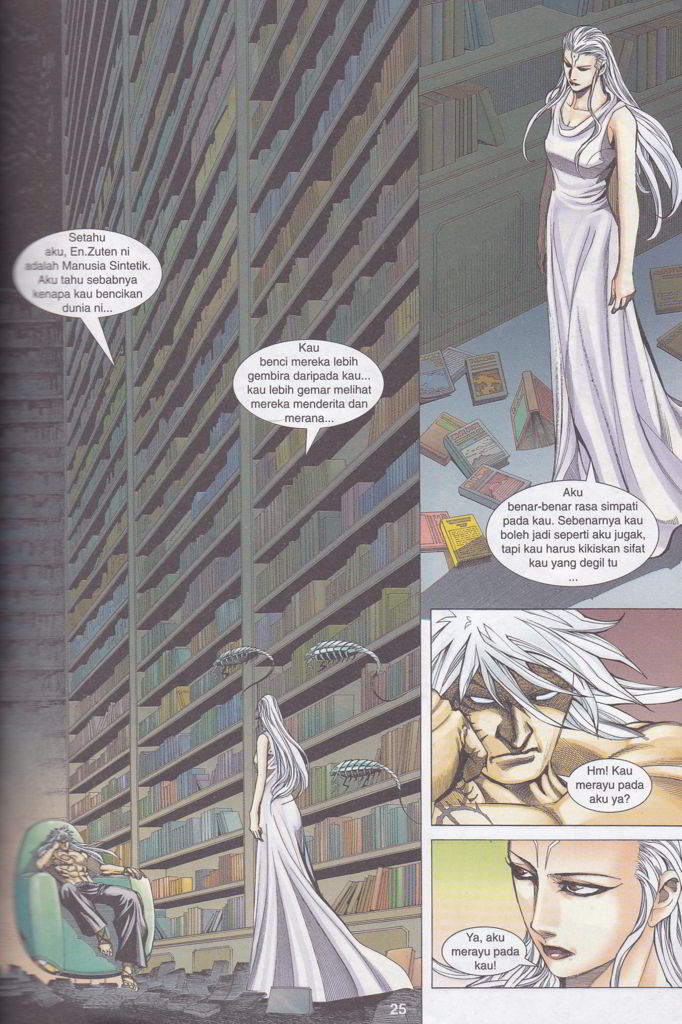 Setahu
aku, En.Zuten ni
adalah Manusia Sintetik.
Aku tahu sebabnya
kenapa kau bencikan
dunia ni...
Kau
benci mereka lebih
gembira daripada kau...
kau lebih gemar melihat
mereka menderita dan
merana...
Aku
benar-benar rasa simpati
pada kau. Sebenarnya kau
boleh jadi seperti aku jugak,
tapi kau harus kikiskan sifat
kau yang degil tu
...
Hm! Kau
merayu pada
aku ya?
Ya, aku
merayu pada
kau!
25